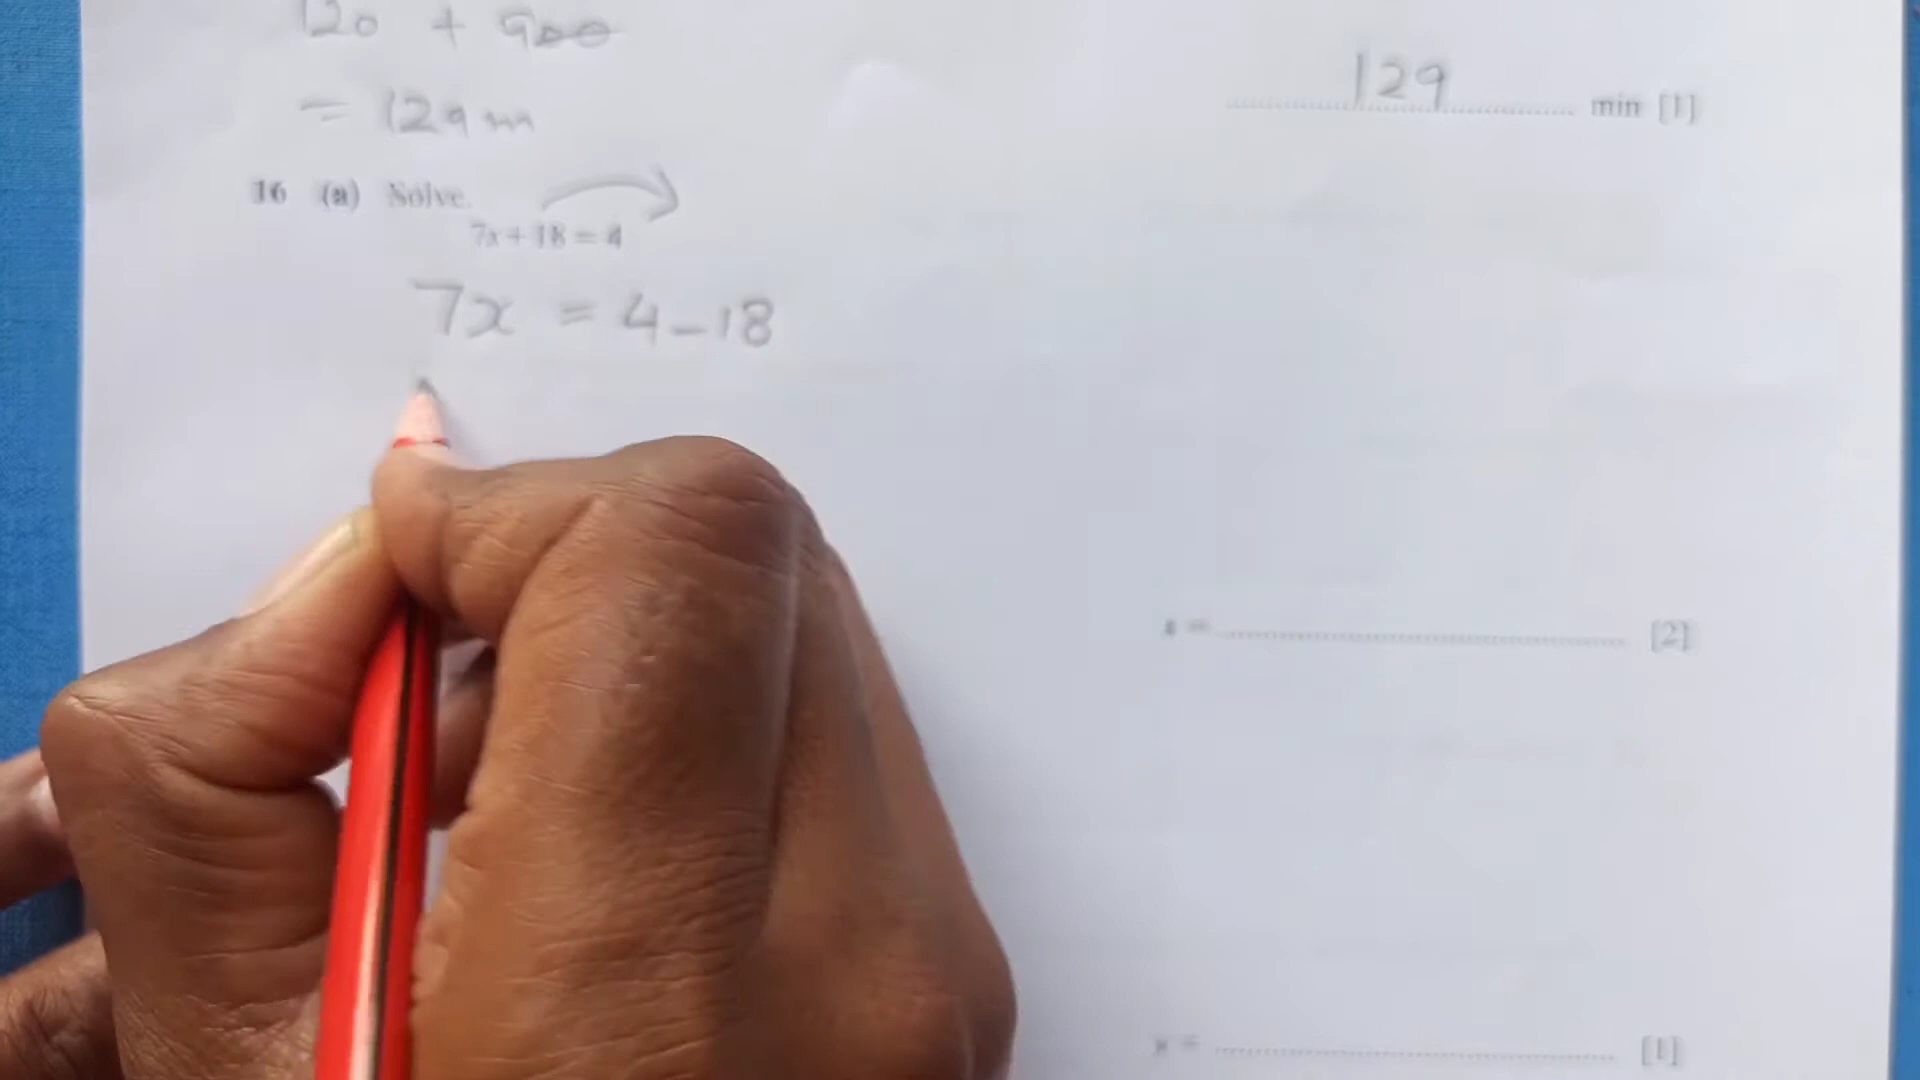 120 + 900
= 129 m
129 min [1]
16 (a) Solve.
7x + 18 = 4
7x = 4 - 18
x = [2]
[1]